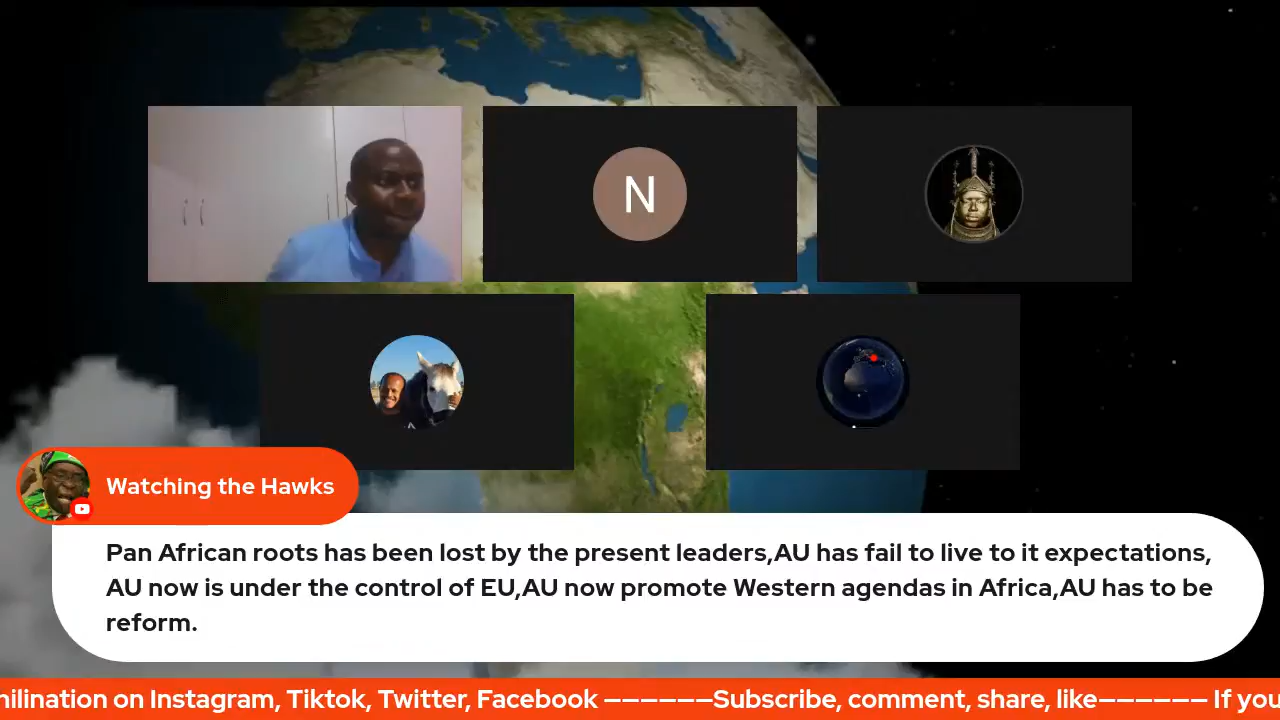 N
Watching the Hawks
Pan African roots has been lost by the present leaders,AU has fail to live to it expectations,
AU now is under the control of EU,AU now promote Western agendas in Africa,AU has to be
reform.
on Instagram, Tiktok, Twitter, Facebook ——————Subscribe, comment, share, like—————— If you